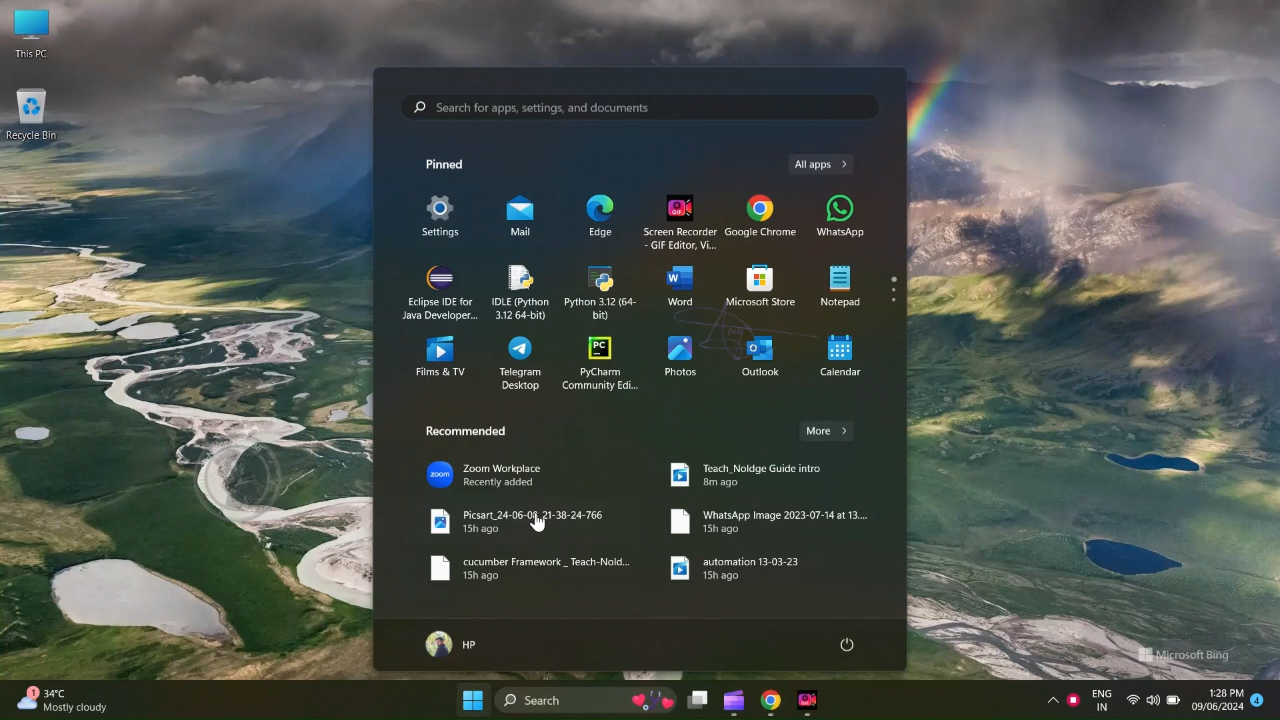 This PC
Recycle Bin
Search for apps, settings, and documents
Pinned
All apps
Settings
Mail
Edge
Screen Recorder
- GIF Editor, Vi...
Google Chrome
WhatsApp
Eclipse IDE for
Java Developer...
IDLE (Python
3.12 64-bit)
Python 3.12 (64-
bit)
Word
Microsoft Store
Notepad
Films & TV
Telegram
Desktop
PyCharm
Community Edi...
Photos
Outlook
Calendar
Recommended
More
zoom
Zoom Workplace
Recently added
Teach_Noldge Guide intro
8m ago
Picsart_24-06-08_21-38-24-766
15h ago
WhatsApp Image 2023-07-14 at 13....
15h ago
cucumber Framework _ Teach-Nold...
15h ago
automation 13-03-23
15h ago
HP
Microsoft Bing
1
34°C
Mostly cloudy
Search
ENG
IN
1:28 PM
09/06/2024
4
GIF
W
PC